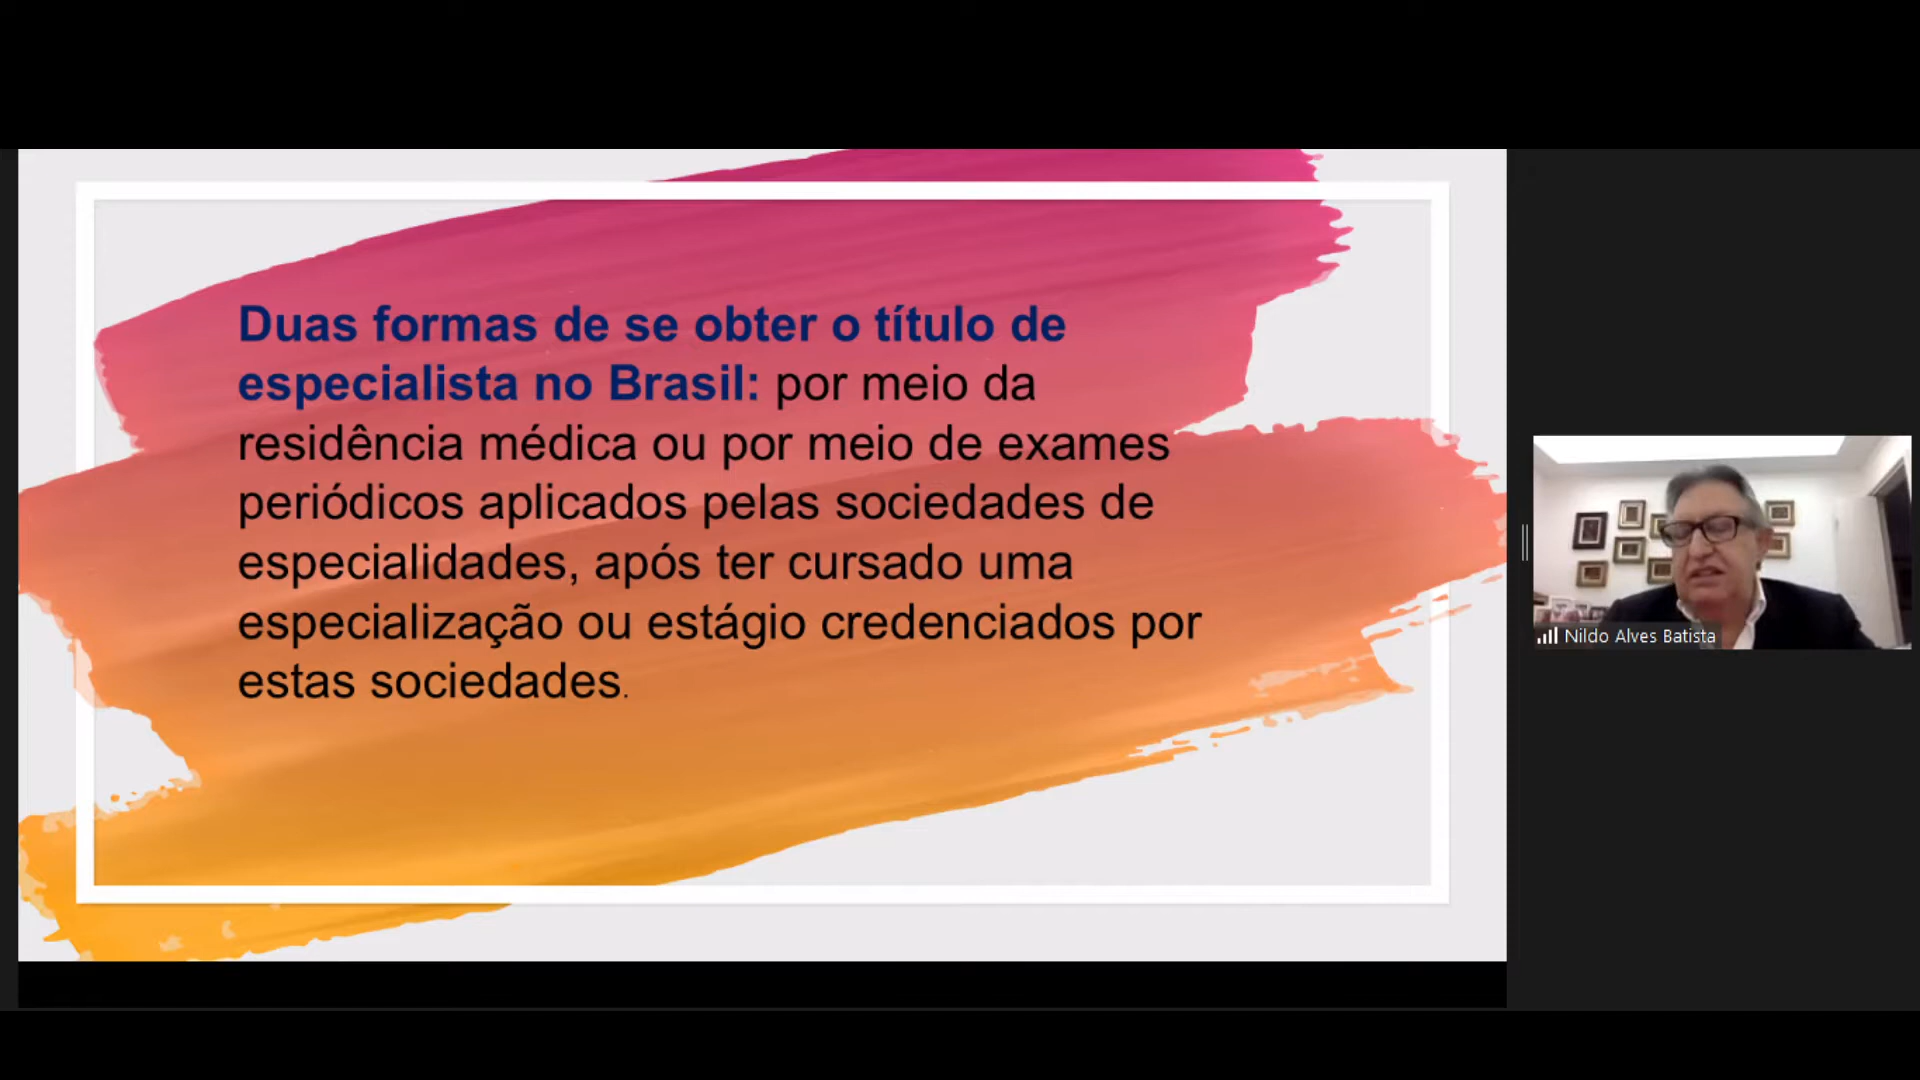 Duas formas de se obter o título de
especialista no Brasil: por meio da
residência médica ou por meio de exames
periódicos aplicados pelas sociedades de
especialidades, após ter cursado uma
especialização ou estágio credenciados por
estas sociedades.
Nildo Alves Batista